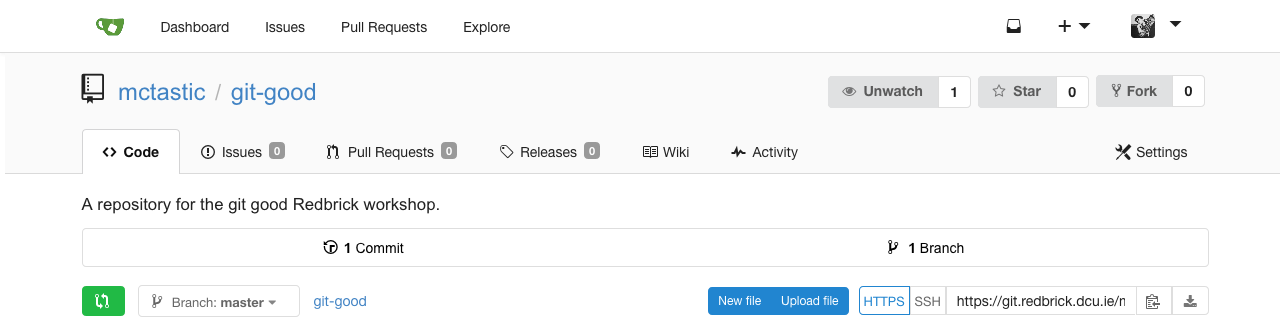 Dashboard Issues Pull Requests Explore
mctastic / git-good Unwatch 1 Star 0 Fork 0
Code Issues 0 Pull Requests 0 Releases 0 Wiki Activity Settings
A repository for the git good Redbrick workshop.
1 Commit 1 Branch
Branch: master git-good New file Upload file HTTPS SSH https://git.redbrick.dcu.ie/n